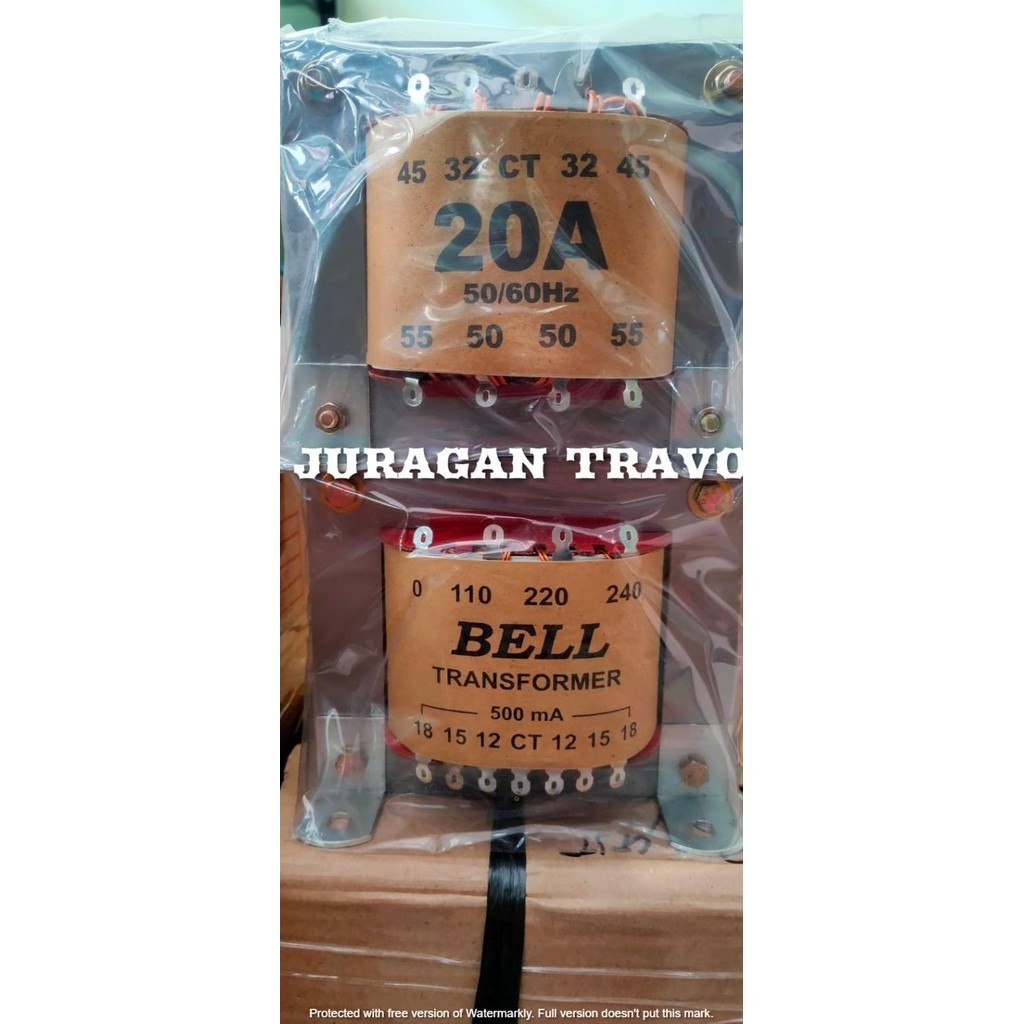 45 32 CT 32 45
20A
50/60Hz
55 50 50 55
JURAGAN TRAVO
0 110 220 240
BELL
TRANSFORMER
500 mA
18 15 12 CT 12 15 18
Protected with free version of Watermarkly. Full version doesn't put this mark.